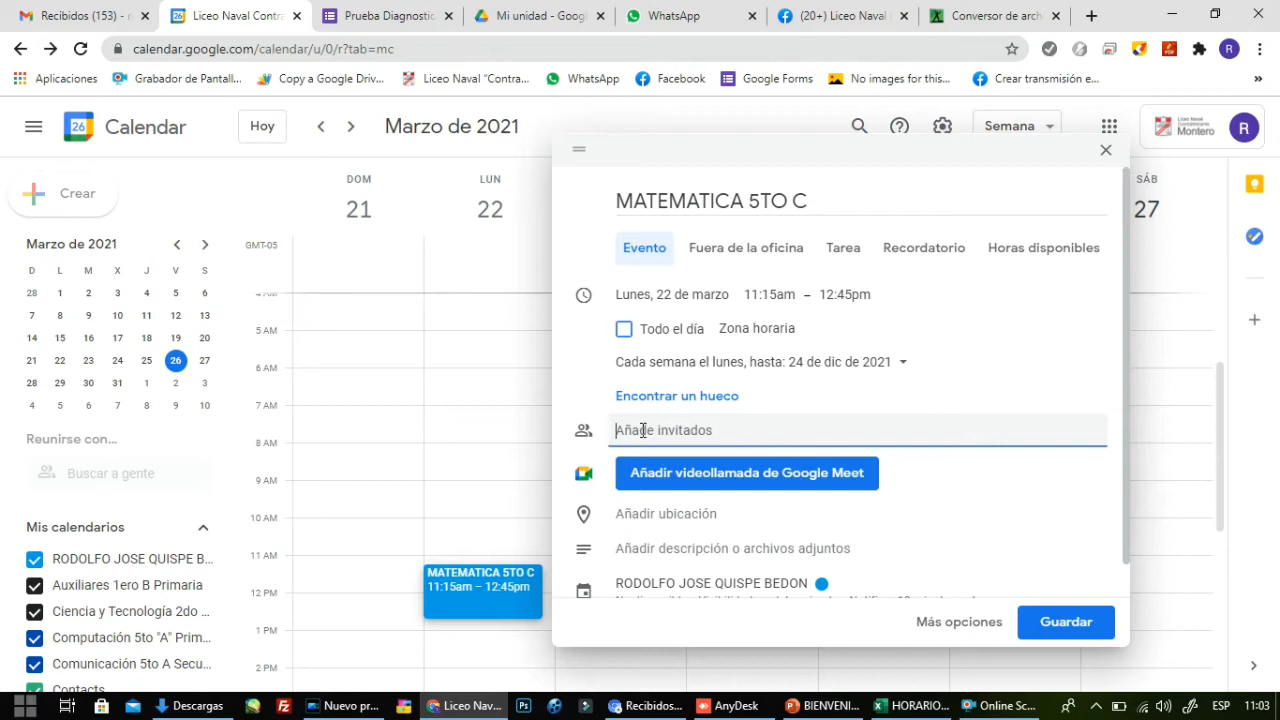 Recibidos (153) - n
Liceo Naval Contra
Prueba Diagnostic
Mi unidad - Goog
WhatsApp
(20+) Liceo Naval
Conversor de arch
calendar.google.com/calendar/u/0/r?tab=mc
R
Aplicaciones
Grabador de Pantall...
Copy a Google Driv...
Liceo Naval "Contra...
WhatsApp
Facebook
Google Forms
No images for this...
Crear transmisión e...
»
26
Calendar
Hoy
Marzo de 2021
Semana
Montero
R
Crear
Marzo de 2021
D L M X J V S
28 1 2 3 4 5 6
7 8 9 10 11 12 13
14 15 16 17 18 19 20
21 22 23 24 25 26 27
28 29 30 31 1 2 3
4 5 6 7 8 9 10
Reunirse con...
Buscar a gente
Mis calendarios
RODOLFO JOSE QUISPE B...
Auxiliares 1ero B Primaria
Ciencia y Tecnología 2do ...
Computación 5to "A" Prim...
Comunicación 5to A Secu...
Contacts
DOM
21
LUN
22
SÁB
27
GMT-05
4 AM
5 AM
6 AM
7 AM
8 AM
9 AM
10 AM
11 AM
12 PM
1 PM
2 PM
MATEMATICA 5TO C
11:15am – 12:45pm
MATEMATICA 5TO C
Evento
Fuera de la oficina
Tarea
Recordatorio
Horas disponibles
Lunes, 22 de marzo 11:15am – 12:45pm
Todo el día Zona horaria
Cada semana el lunes, hasta: 24 de dic de 2021
Encontrar un hueco
Añade invitados
Añadir videollamada de Google Meet
Añadir ubicación
Añadir descripción o archivos adjuntos
RODOLFO JOSE QUISPE BEDON
Más opciones
Guardar
Descargas
Nuevo pr...
Liceo Nav...
Recibidos...
AnyDesk
BIENVENI...
HORARIO...
Online Sc...
ESP
11:03